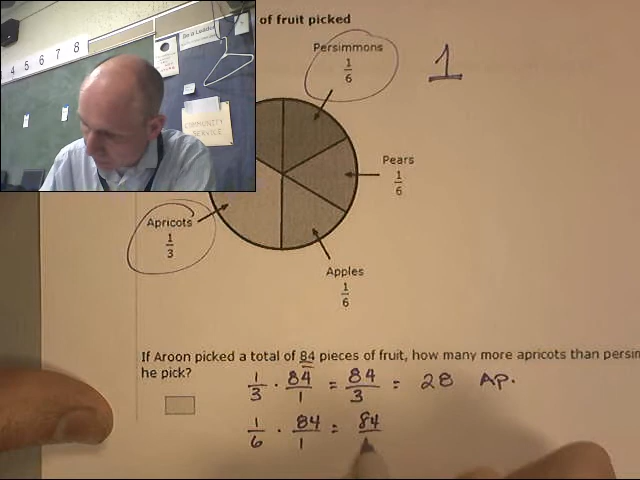 of fruit picked
4 5 6 7 8
Be a Leader
COMMUNITY
SERVICE
Persimmons
1/6
1
Pears
1/6
Apricots
1/3
Apples
1/6
If Aroon picked a total of 84 pieces of fruit, how many more apricots than
he pick?
1/3 · 84/1 = 84/3 = 28 AP.
1/6 · 84/1 = 84/